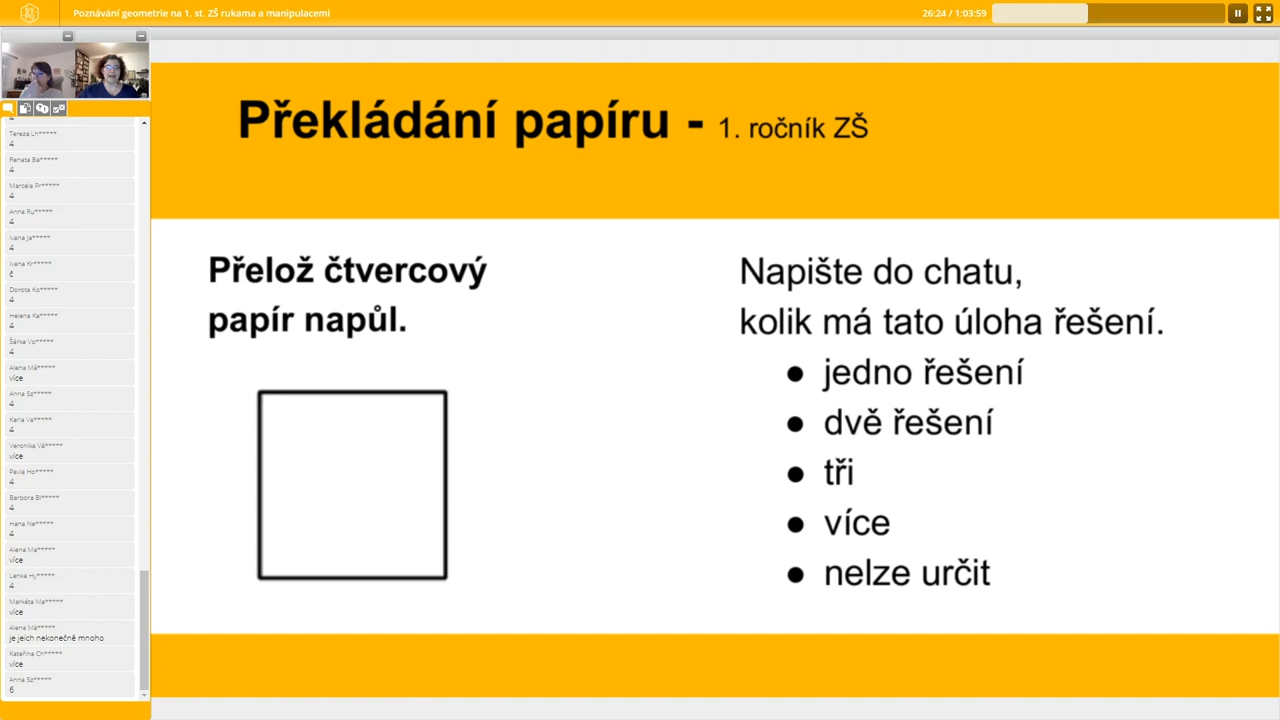 Poznávání geometrie na 1. st. ZŠ rukama a manipulacemi
26:24 / 1:03:59
Překládání papíru - 1. ročník ZŠ
Přelož čtvercový
papír napůl.
Napište do chatu,
kolik má tato úloha řešení.
● jedno řešení
● dvě řešení
● tři
● více
● nelze určit
Tereza Lh*****
4
Renata Ba*****
4
Marcela Pr*****
4
Anna Ru*****
4
Ivana Ja*****
4
Ivana Kr*****
Dorota Ko*****
4
Helena Ka*****
4
Šárka Vo*****
4
Alena Má*****
více
Anna Sz*****
4
Karla Va*****
4
Veronika Vá*****
více
Pavla Ho*****
4
Barbora Bl*****
4
Hana Ne*****
4
Alena Ma*****
více
Lenka Hy*****
4
Markéta Ma*****
více
Alena Má*****
je jeich nekonečně mnoho
Kateřina Ch*****
více
Anna Sz*****
6